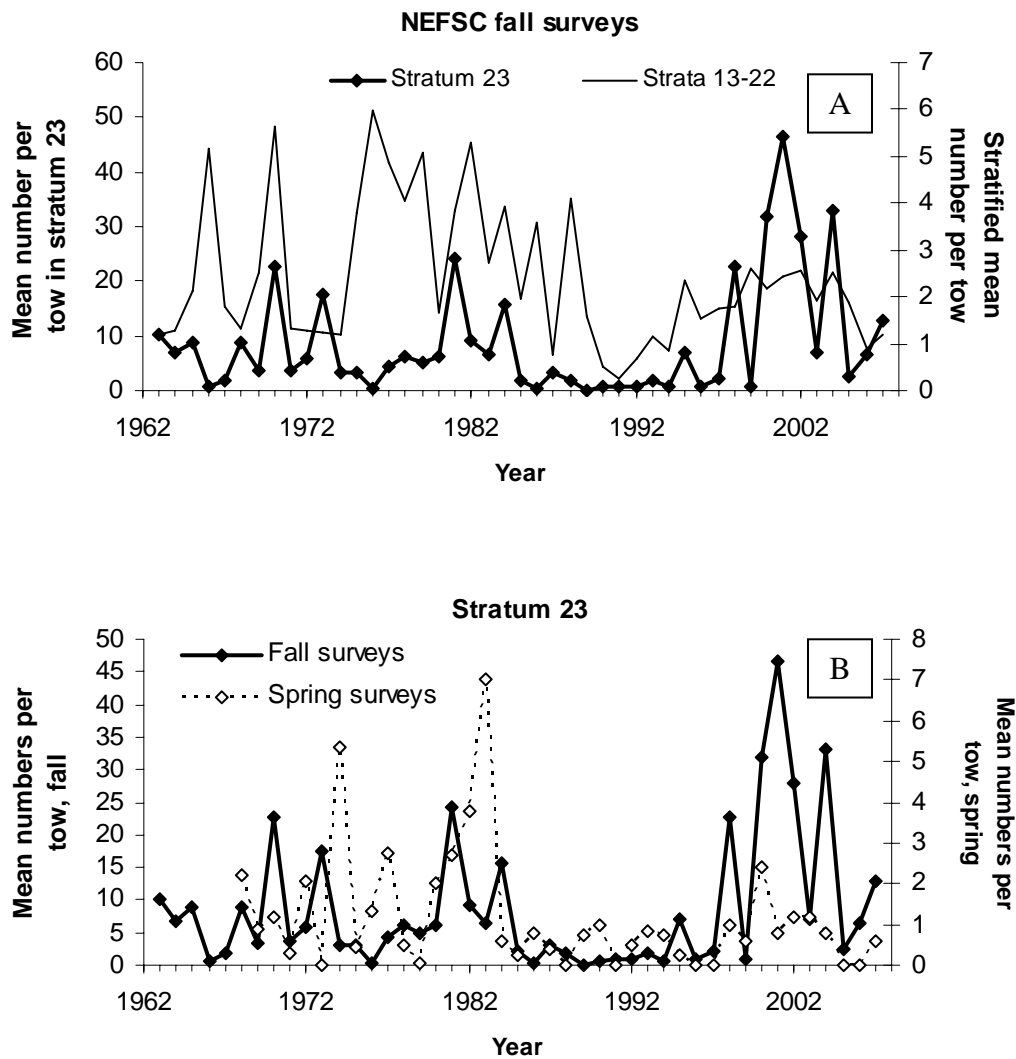 NEFSC fall surveys
60
50
40
30
20
10
0
Mean number per
tow in stratum 23
Stratum 23
Strata 13-22
A
7
6
5
4
3
2
1
0
Stratified mean
number per tow
1962
1972
1982
1992
2002
Year
Stratum 23
50
45
40
35
30
25
20
15
10
5
0
Mean numbers per
tow, fall
Fall surveys
Spring surveys
B
8
7
6
5
4
3
2
1
0
Mean numbers per
tow, spring
1962
1972
1982
1992
2002
Year